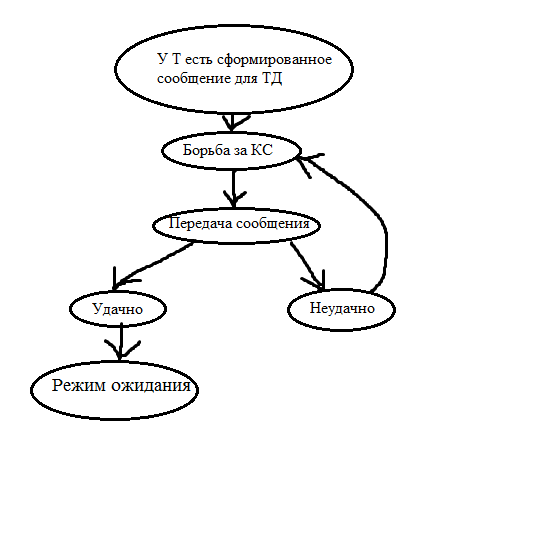 У Т есть сформированное
сообщение для ТД
Борьба за КС
Передача сообщения
Удачно
Неудачно
Режим ожидания